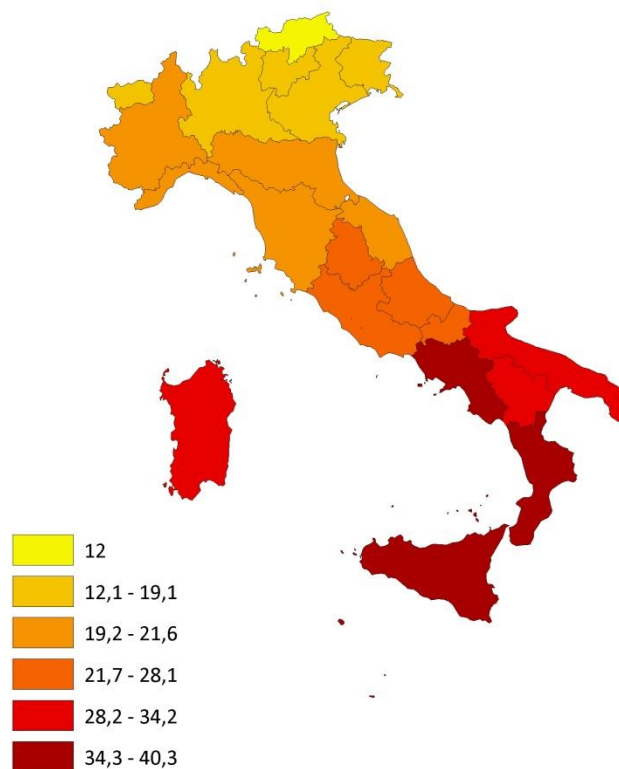 12
12,1 - 19,1
19,2 - 21,6
21,7 - 28,1
28,2 - 34,2
34,3 - 40,3